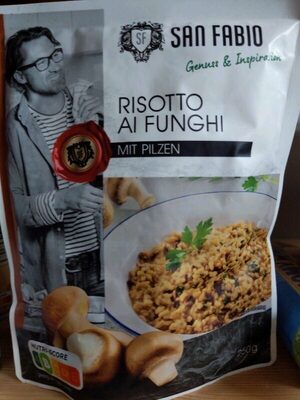 SF
SAN FABIO
Genuss & Inspiration
RISOTTO
AI FUNGHI
MIT PILZEN
NUTRI-SCORE